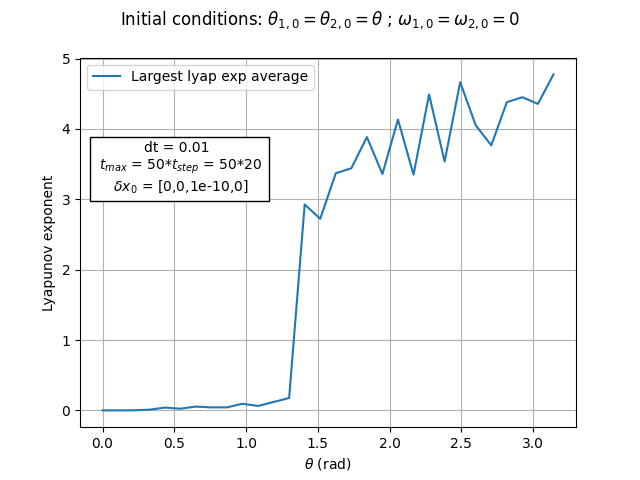 Initial conditions: θ₁,₀ = θ₂,₀ = θ ; ω₁,₀ = ω₂,₀ = 0
5
Largest lyap exp average
4
dt = 0.01
t_max = 50*t_step = 50*20
δx₀ = [0,0,1e-10,0]
3
Lyapunov exponent
2
1
0
0.0 0.5 1.0 1.5 2.0 2.5 3.0
θ (rad)